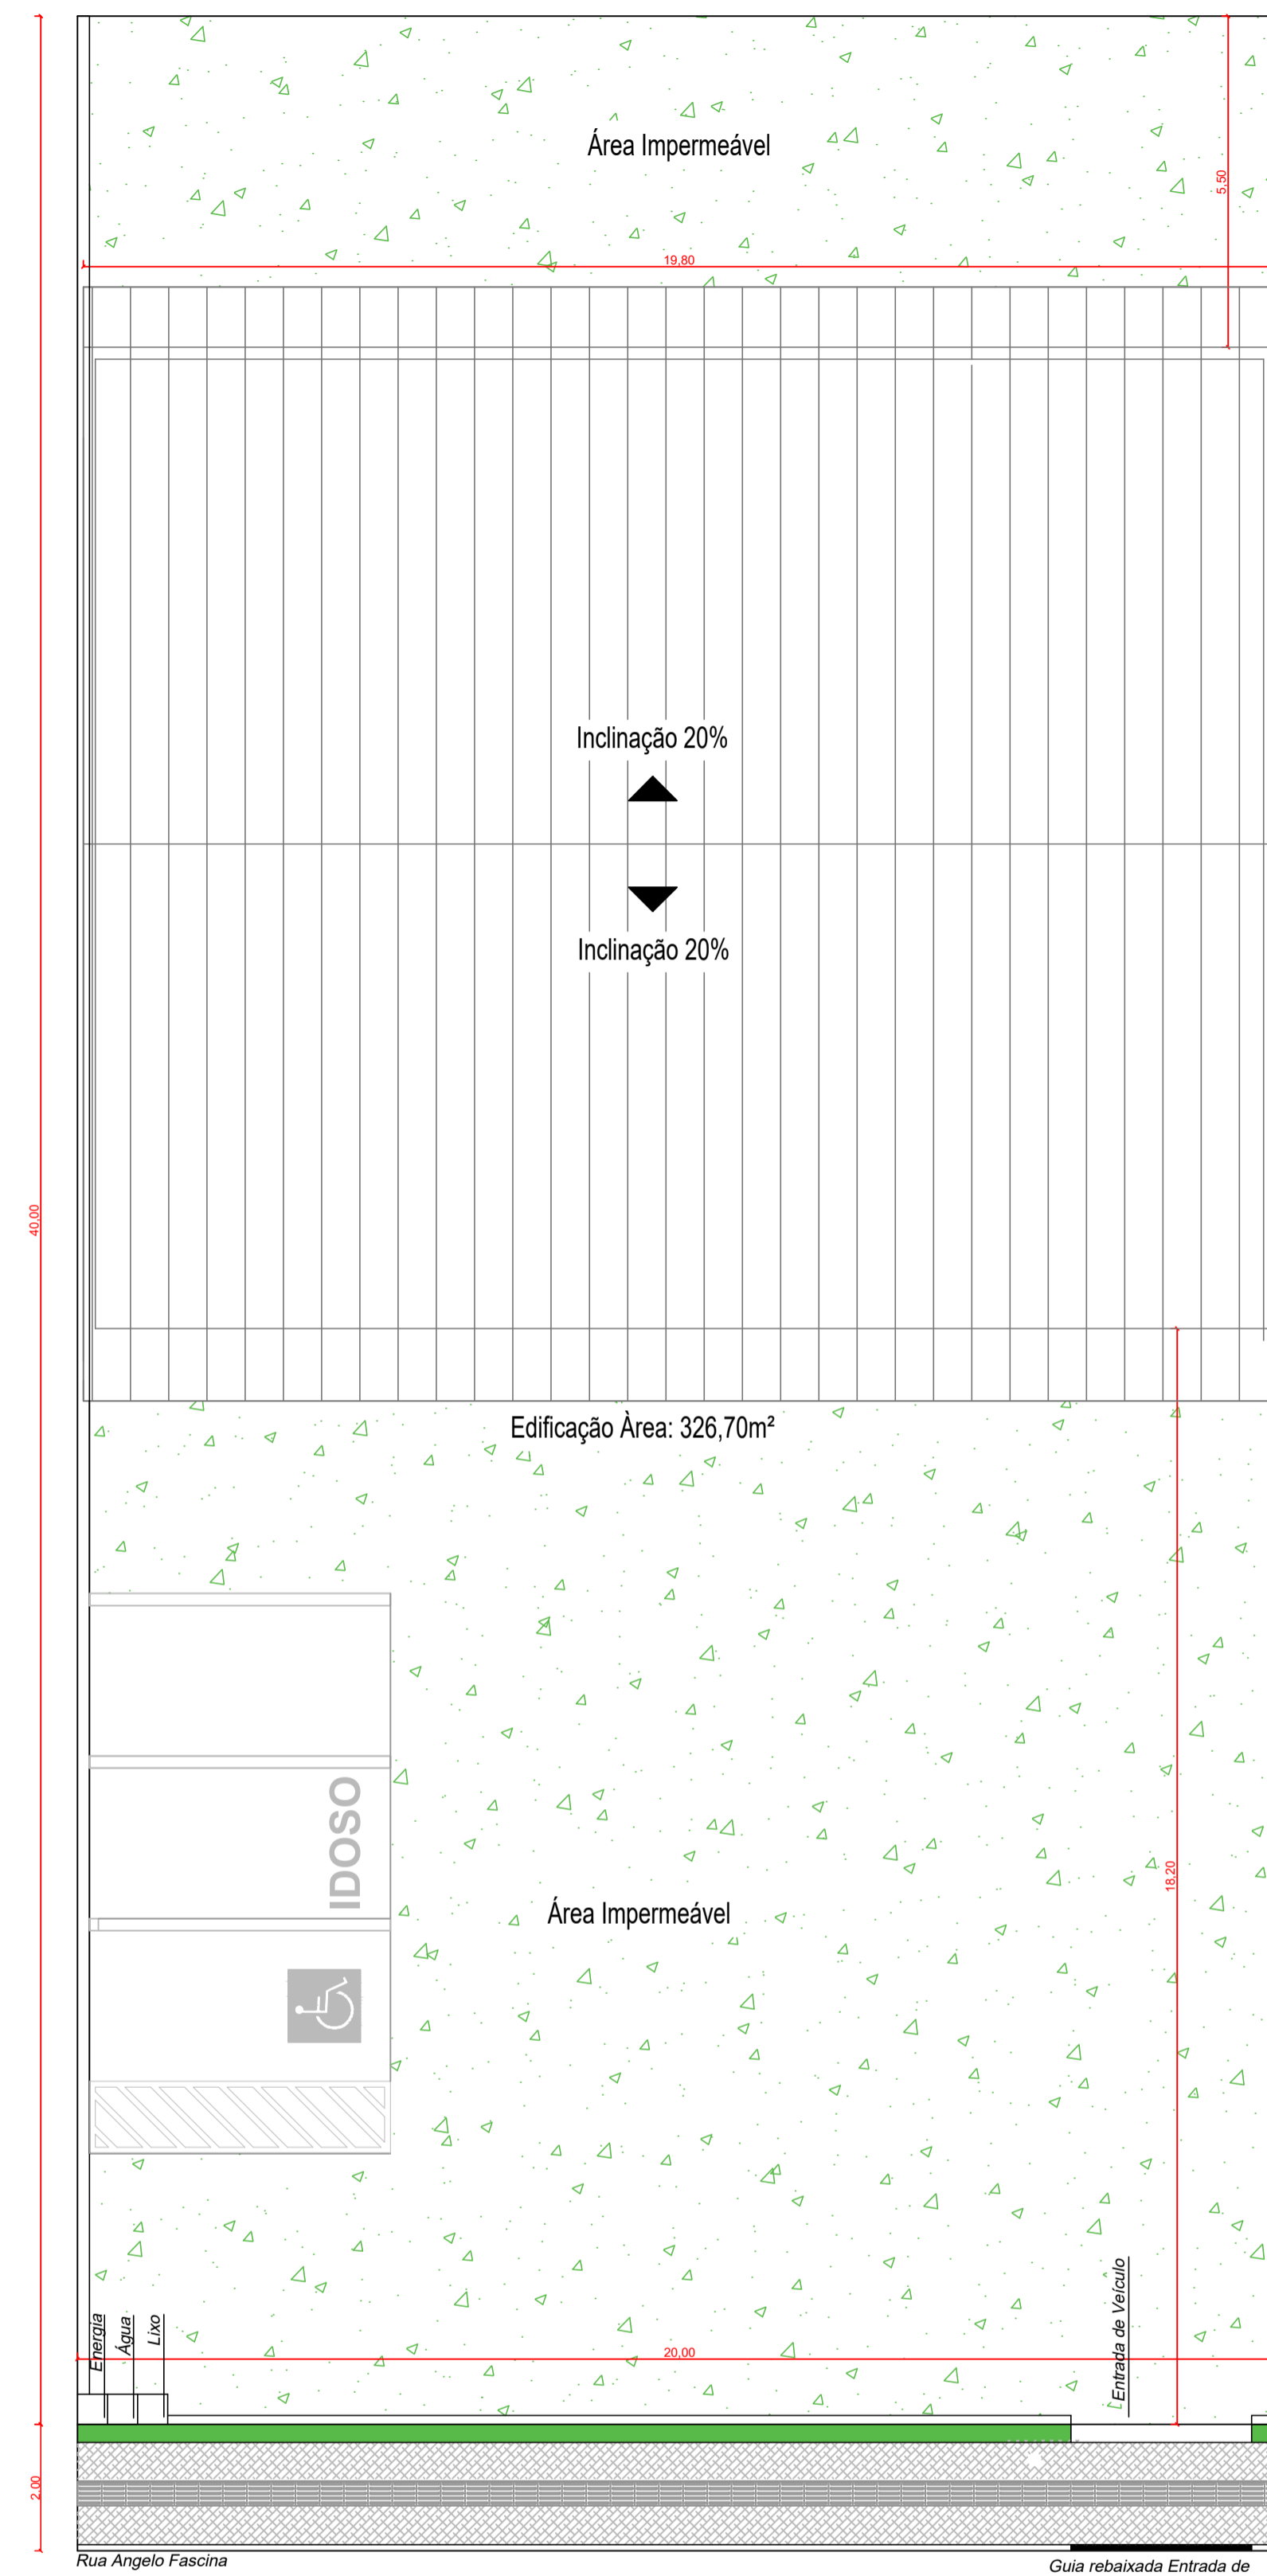 Área Impermeável
5,50
19,80
Inclinação 20%
40,00
Inclinação 20%
Edificação Àrea: 326,70m²
IDOSO
18,20
Área Impermeável
Energia
Água
Lixo
20,00
Entrada de Veículo
2,00
Rua Angelo Fascina
Guia rebaixada Entrada de